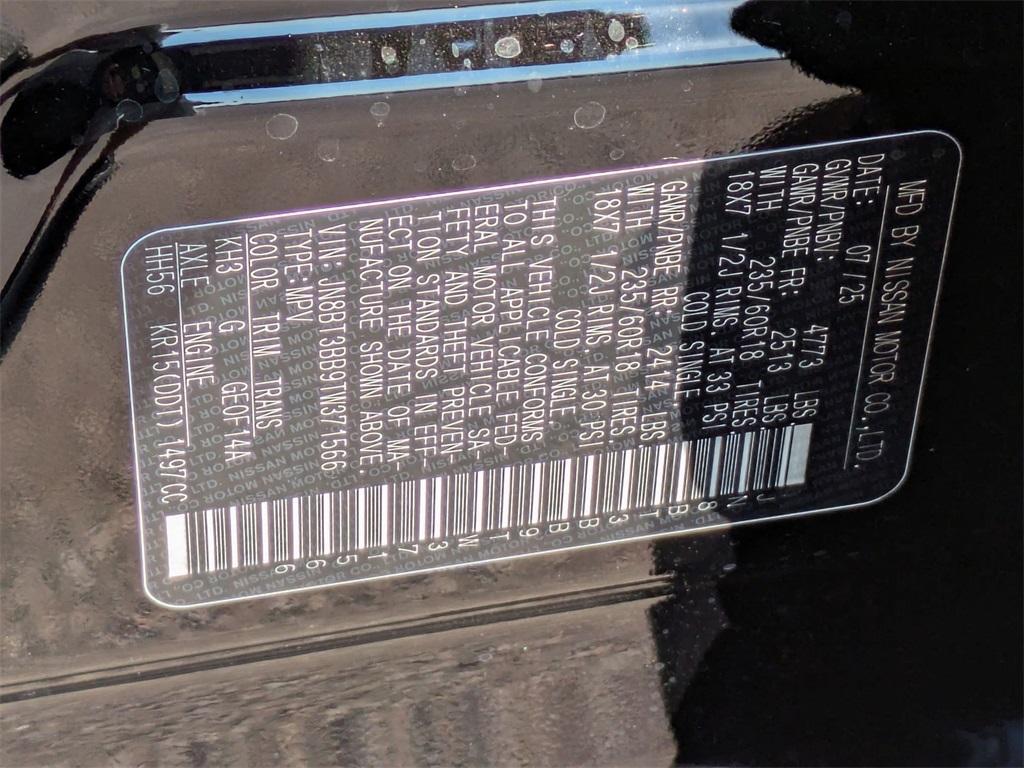 MFD BY NISSAN MOTOR CO.,LTD.
DATE: 07/25
GVWR/PNBV: 4773 LBS
GAWR/PNBE FR: 2513 LBS
WITH 235/60R18 TIRES
18X7 1/2J RIMS, AT 33 PSI
COLD SINGLE
GAWR/PNBE RR: 2414 LBS
WITH 235/60R18 TIRES
18X7 1/2J RIMS, AT 33 PSI
COLD SINGLE
THIS VEHICLE CONFORMS
TO ALL APPLICABLE FED-
ERAL MOTOR VEHICLE SA-
FETY AND THEFT PREVEN-
TION STANDARDS IN EFF-
ECT ON THE DATE OF MA-
NUFACTURE SHOWN ABOVE.
VIN: JN8BT3BB9TW371566
TYPE: MPV
COLOR TRIM TRANS
KH3 G GE0F14A
AXLE ENGINE
HH56 KR15(DDT) 1497CC
JN8BT3BB9TW371566